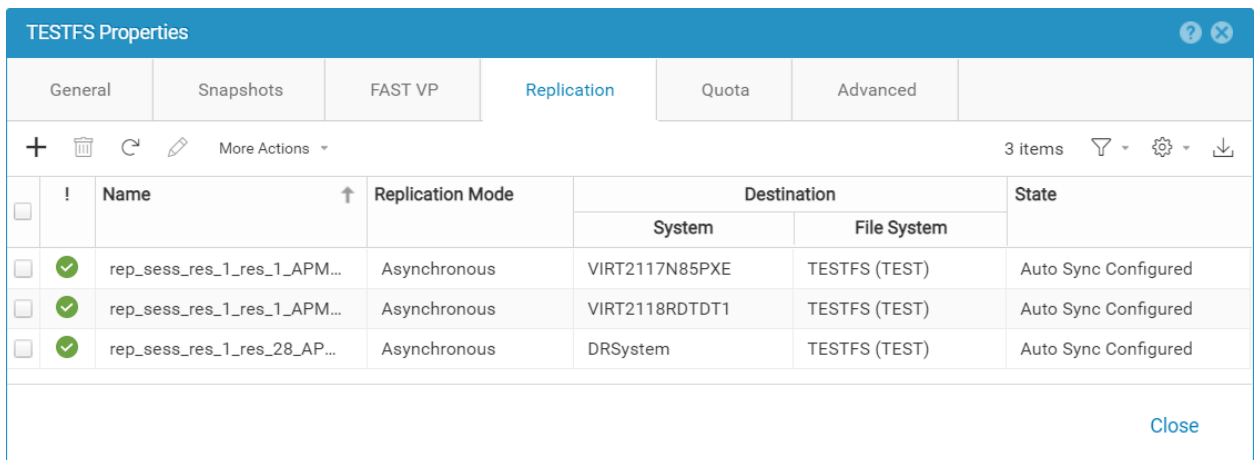 TESTFS Properties
General Snapshots FAST VP Replication Quota Advanced
More Actions 3 items
! Name Replication Mode Destination State
System File System
rep_sess_res_1_res_1_APM... Asynchronous VIRT2117N85PXE TESTFS (TEST) Auto Sync Configured
rep_sess_res_1_res_1_APM... Asynchronous VIRT2118RDTDT1 TESTFS (TEST) Auto Sync Configured
rep_sess_res_1_res_28_AP... Asynchronous DRSystem TESTFS (TEST) Auto Sync Configured
Close